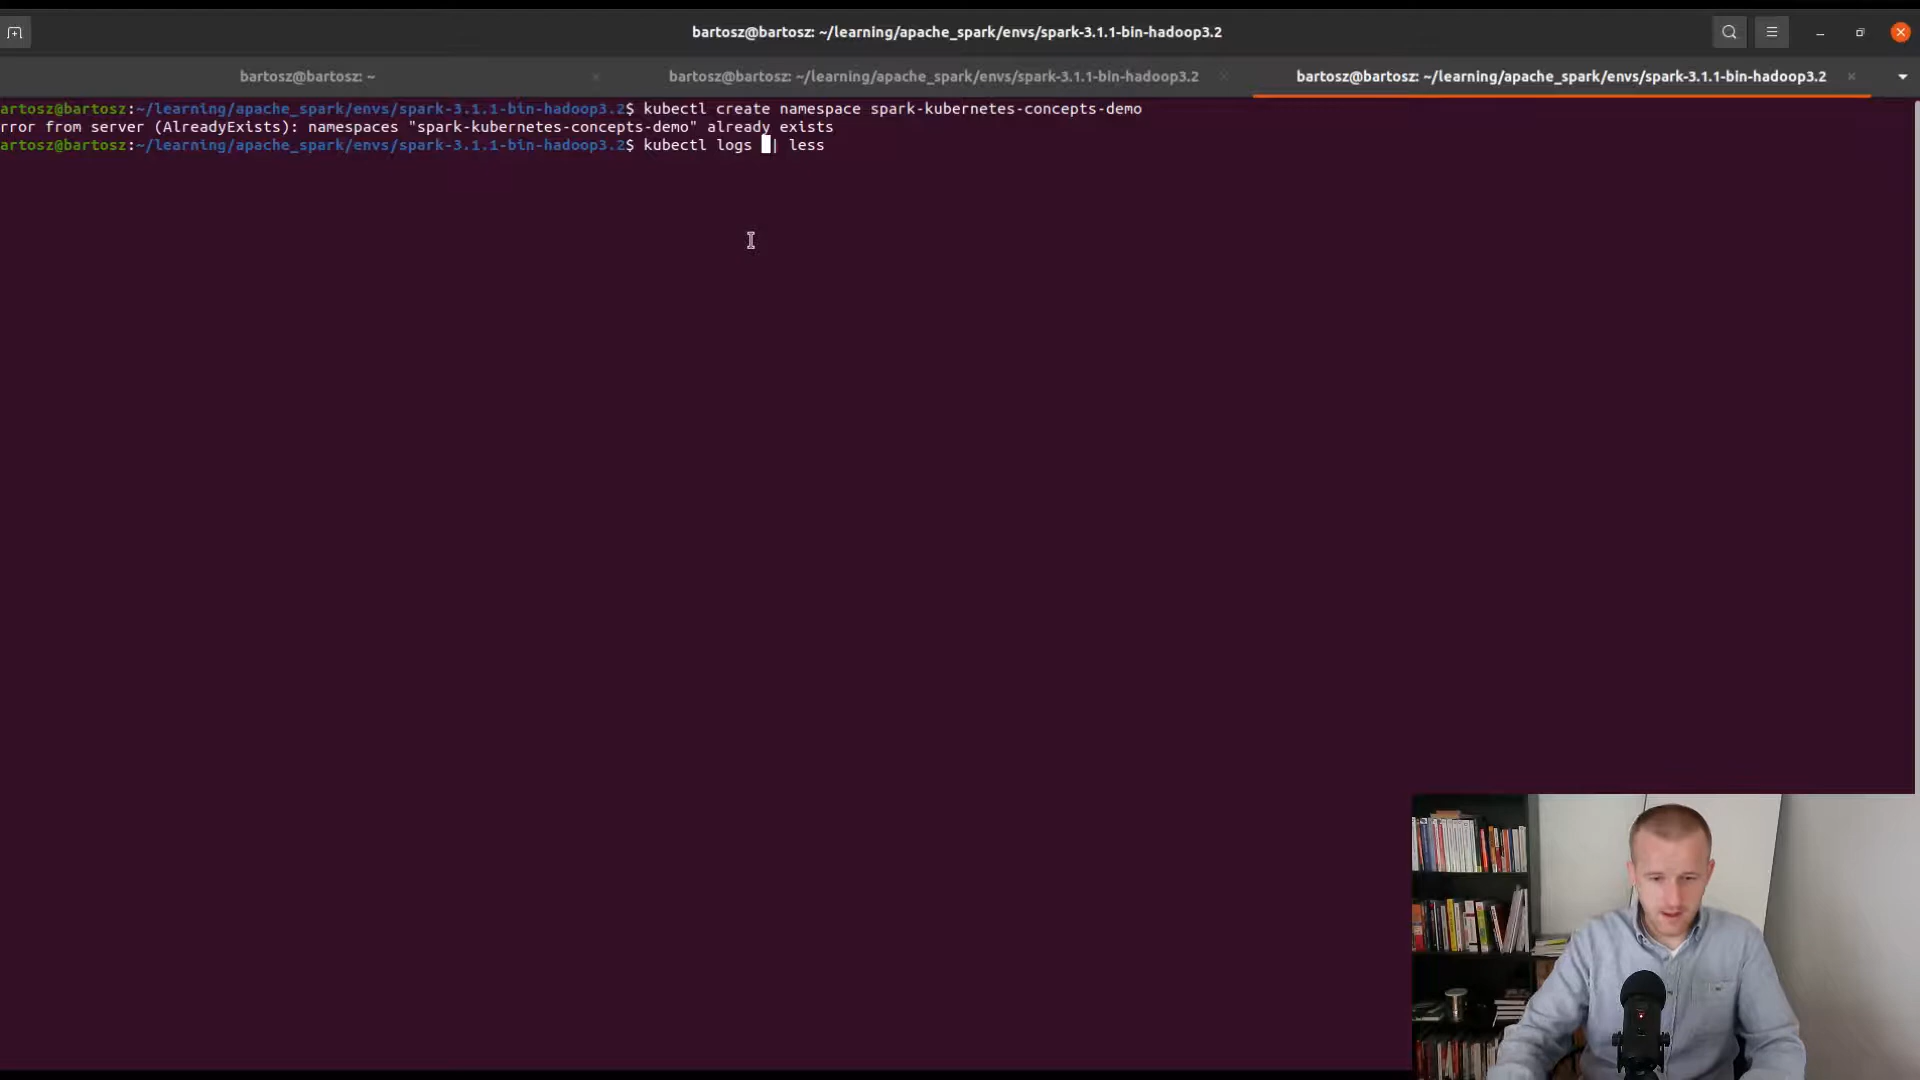 bartosz@bartosz: ~/learning/apache_spark/envs/spark-3.1.1-bin-hadoop3.2
bartosz@bartosz: ~
bartosz@bartosz: ~/learning/apache_spark/envs/spark-3.1.1-bin-hadoop3.2
bartosz@bartosz: ~/learning/apache_spark/envs/spark-3.1.1-bin-hadoop3.2
artosz@bartosz:~/learning/apache_spark/envs/spark-3.1.1-bin-hadoop3.2$ kubectl create namespace spark-kubernetes-concepts-demo
rror from server (AlreadyExists): namespaces "spark-kubernetes-concepts-demo" already exists
artosz@bartosz:~/learning/apache_spark/envs/spark-3.1.1-bin-hadoop3.2$ kubectl logs | less